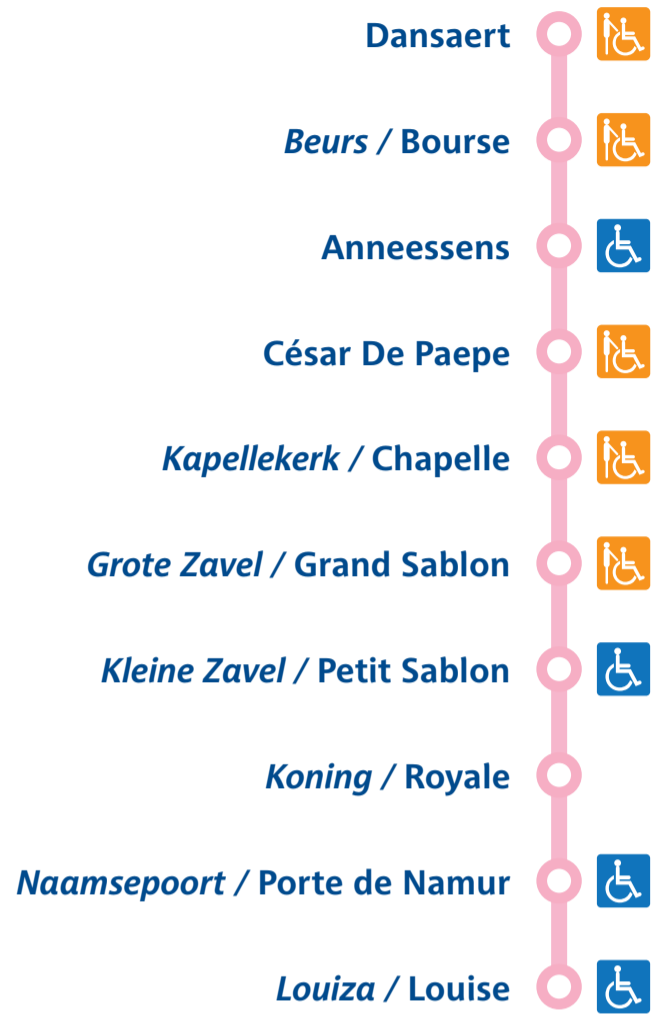 Dansaert
Beurs / Bourse
Anneessens
César De Paepe
Kapellekerk / Chapelle
Grote Zavel / Grand Sablon
Kleine Zavel / Petit Sablon
Koning / Royale
Naamsepoort / Porte de Namur
Louiza / Louise